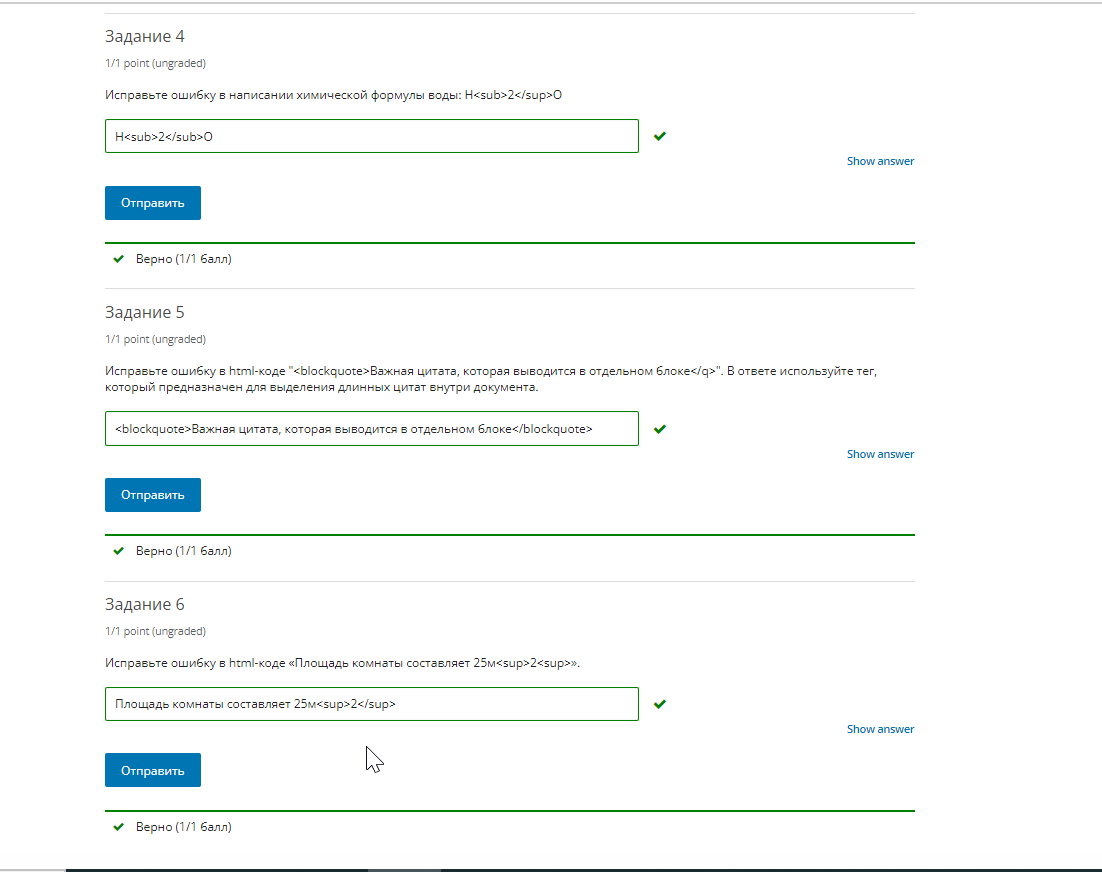 Задание 4
1/1 point (ungraded)
Исправьте ошибку в написании химической формулы воды: H<sub>2</sup>O
H<sub>2</sub>O
Show answer
Отправить
Верно (1/1 балл)
Задание 5
1/1 point (ungraded)
Исправьте ошибку в html-коде "<blockquote>Важная цитата, которая выводится в отдельном блоке</q>". В ответе используйте тег,
который предназначен для выделения длинных цитат внутри документа.
<blockquote>Важная цитата, которая выводится в отдельном блоке</blockquote>
Show answer
Отправить
Верно (1/1 балл)
Задание 6
1/1 point (ungraded)
Исправьте ошибку в html-коде «Площадь комнаты составляет 25м<sup>2<sup>».
Площадь комнаты составляет 25м<sup>2</sup>
Show answer
Отправить
Верно (1/1 балл)